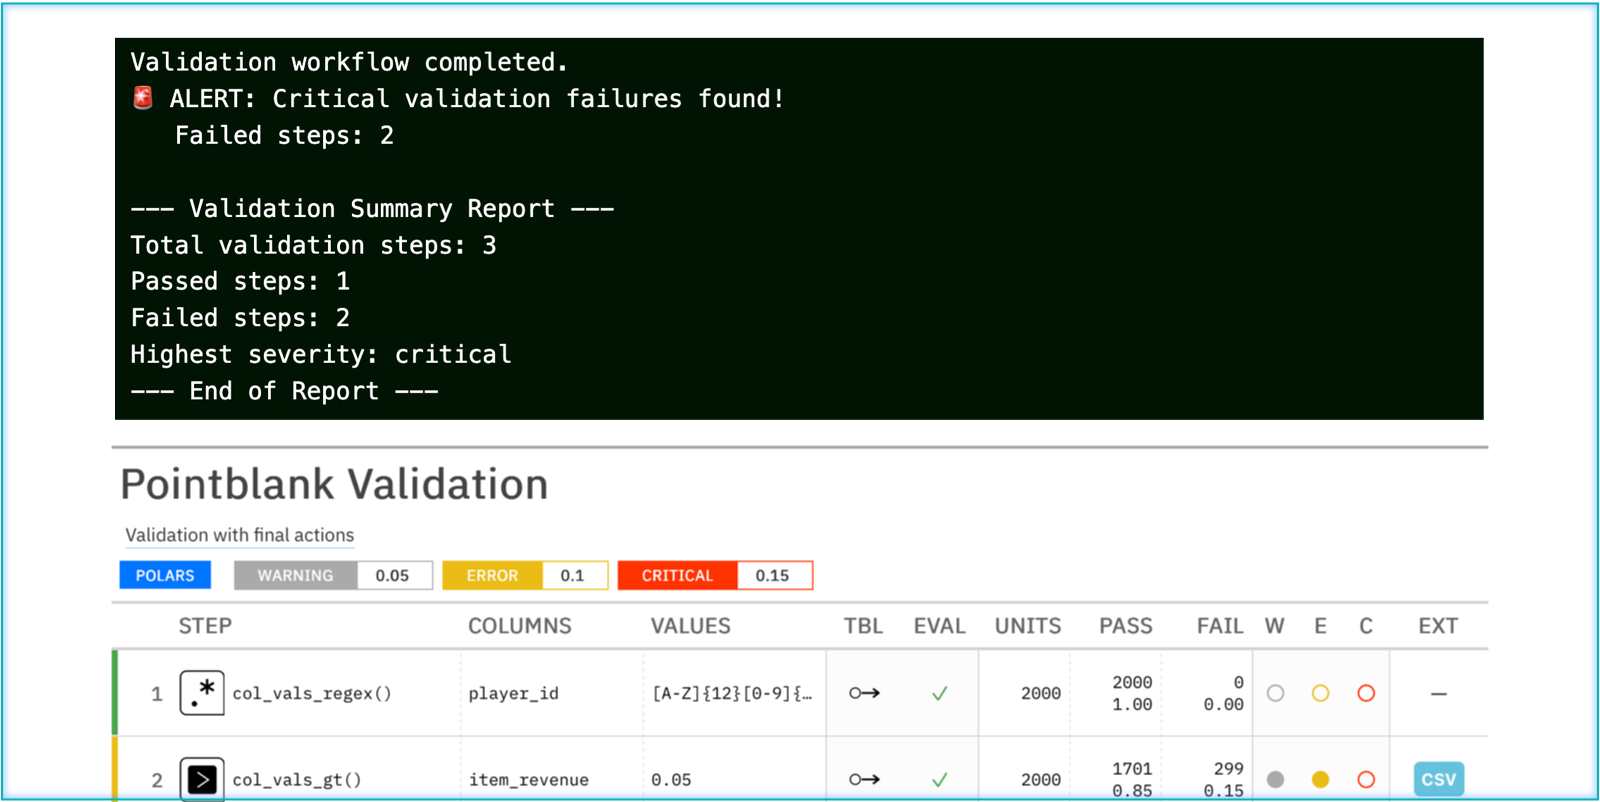 Validation workflow completed.
🚨 ALERT: Critical validation failures found!
Failed steps: 2
--- Validation Summary Report ---
Total validation steps: 3
Passed steps: 1
Failed steps: 2
Highest severity: critical
--- End of Report ---
Pointblank Validation
Validation with final actions
POLARS WARNING 0.05 ERROR 0.1 CRITICAL 0.15
STEP COLUMNS VALUES TBL EVAL UNITS PASS FAIL W E C EXT
1 .* col_vals_regex() player_id [A-Z]{12}[0-9]{… ✓ 2000 2000 0 —
1.00 0.00
2 > col_vals_gt() item_revenue 0.05 ✓ 2000 1701 299 CSV
0.85 0.15